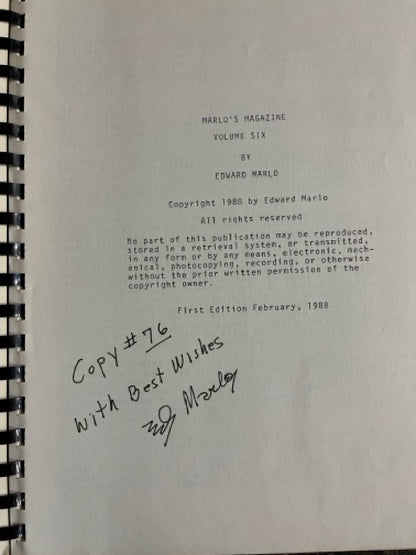 MARLO'S MAGAZINE
VOLUME SIX
BY
EDWARD MARLO
Copyright 1988 by Edward Marlo
All rights reserved
No part of this publication may be reproduced,
stored in a retrieval system, or transmitted,
in any form or by any means, electronic, mech-
anical, photocopying, recording, or otherwise
without the prior written permission of the
copyright owner.
First Edition February, 1988
Copy # 76
With Best Wishes
Ed Marlo